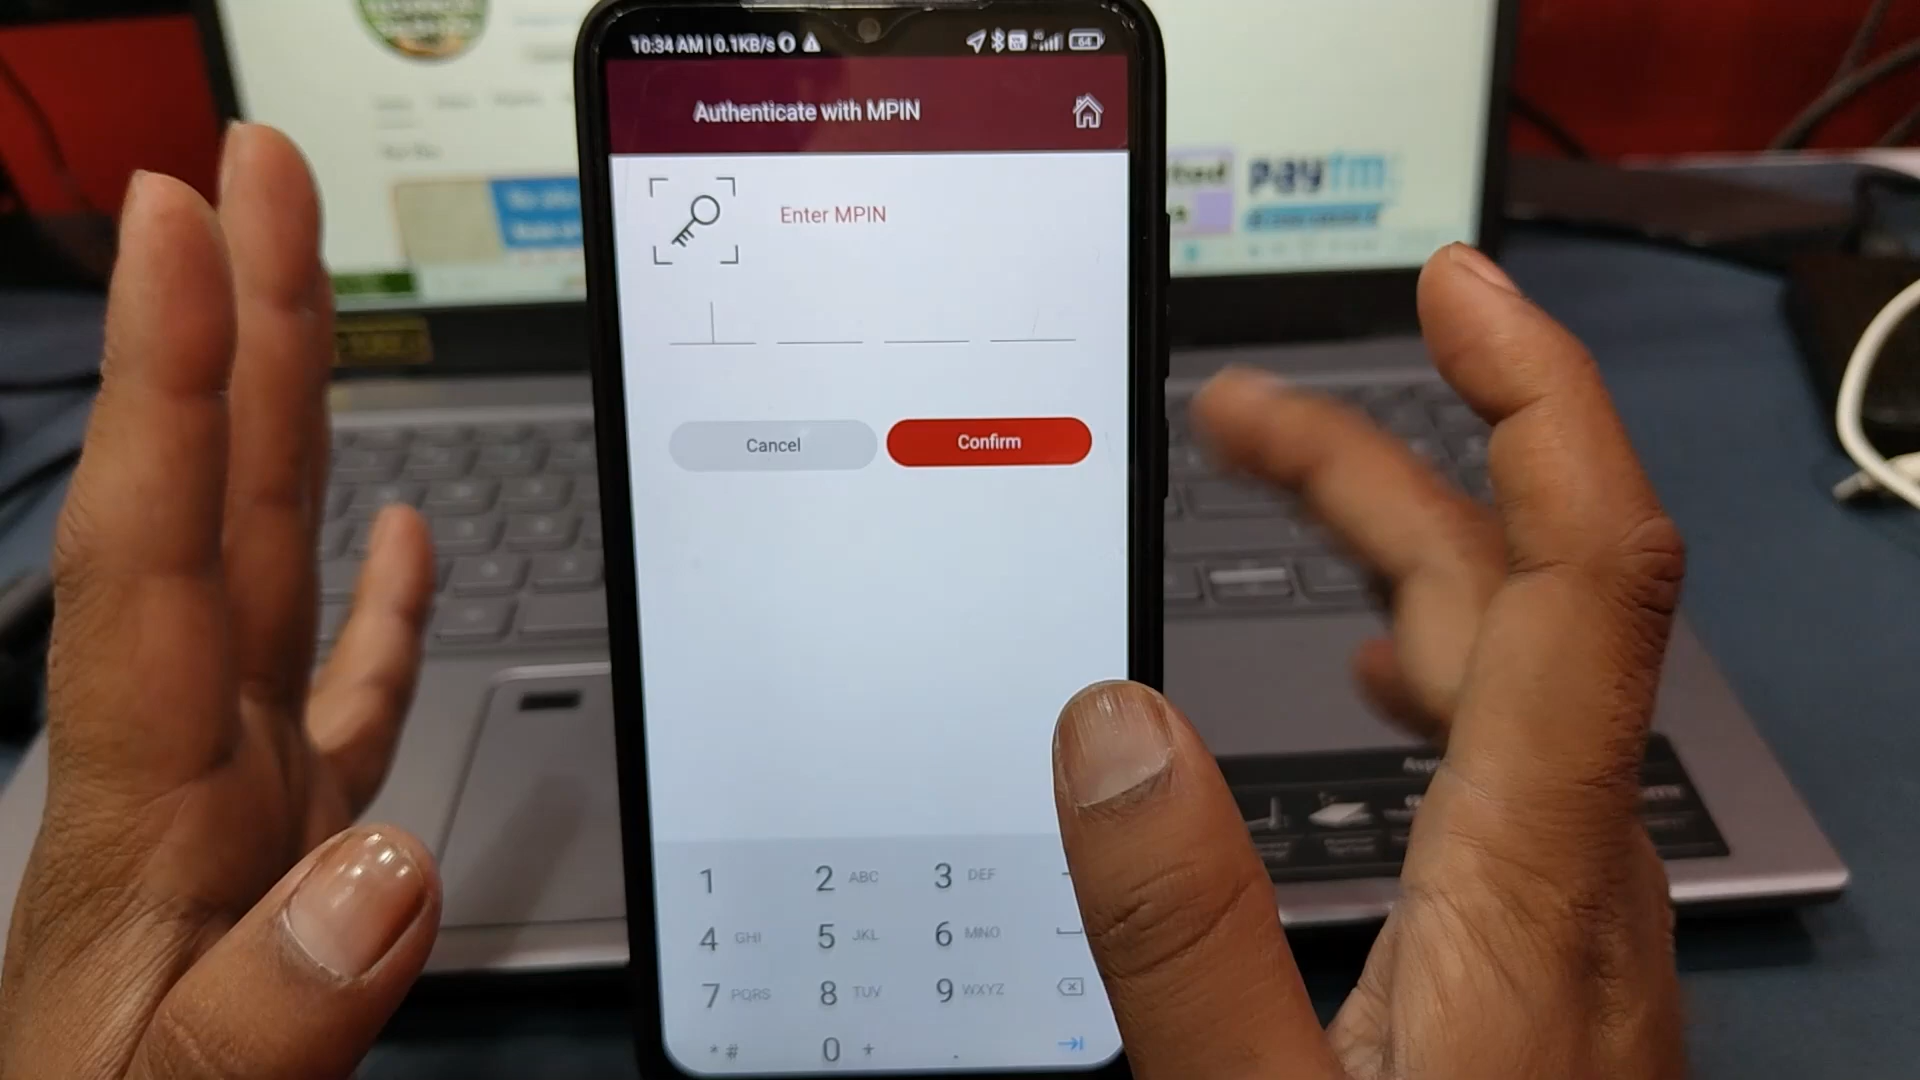 10:34 AM | 0.1KB/s
64
Authenticate with MPIN
Enter MPIN
paytm
Cancel
Confirm
1
2 ABC
3 DEF
4 GHI
5 JKL
6 MNO
7 PQRS
8 TUV
9 WXYZ
* #
0 +
.